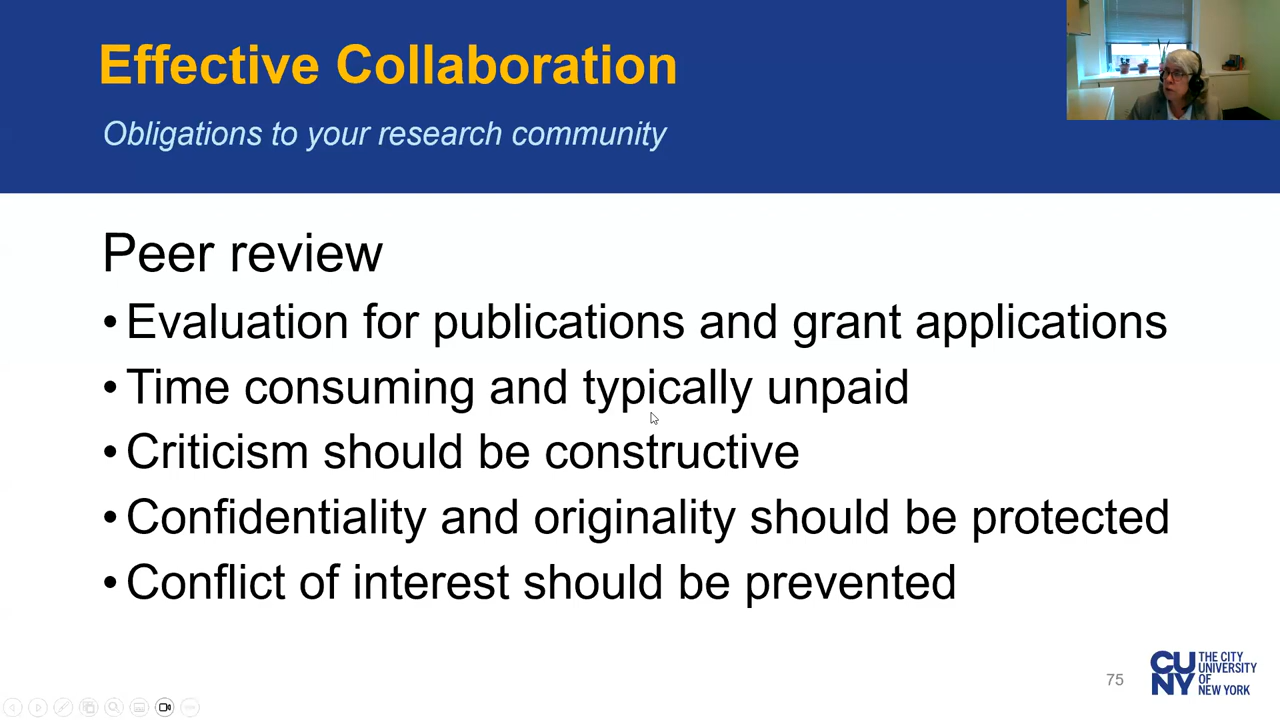 Effective Collaboration
Obligations to your research community
Peer review
• Evaluation for publications and grant applications
• Time consuming and typically unpaid
• Criticism should be constructive
• Confidentiality and originality should be protected
• Conflict of interest should be prevented
75
CU
NY
THE CITY
UNIVERSITY
OF
NEW YORK